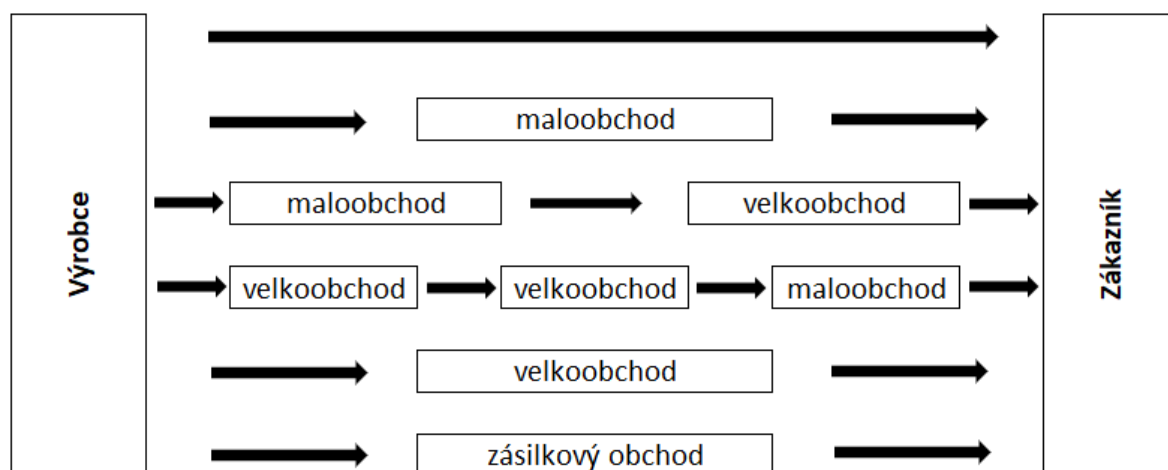 maloobchod
maloobchod velkoobchod
Výrobce
Zákazník
velkoobchod velkoobchod maloobchod
velkoobchod
zásilkový obchod